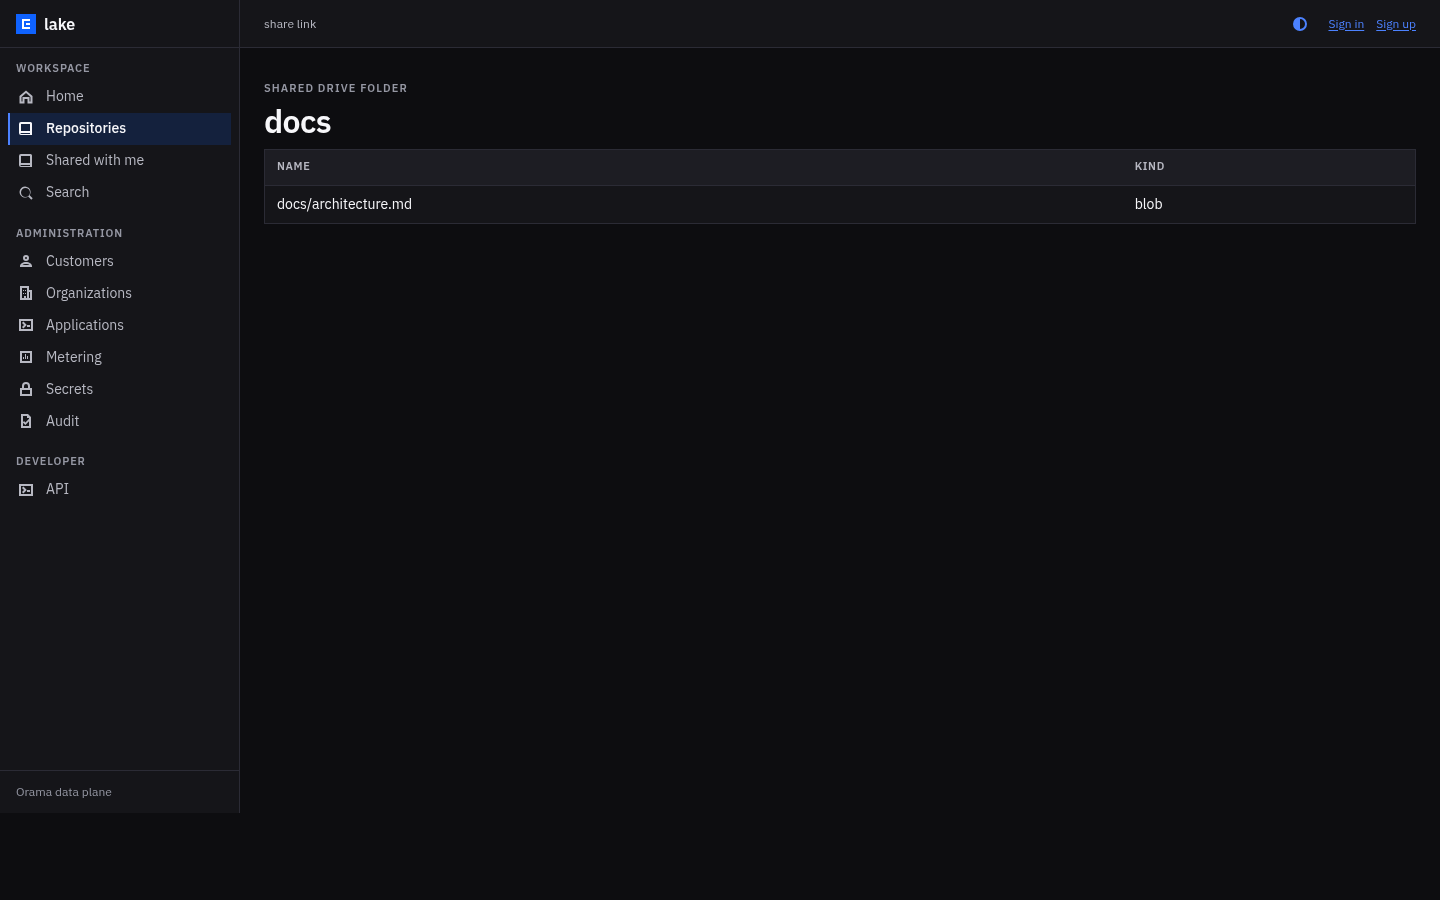 lake
share link
Sign in
Sign up
WORKSPACE
Home
Repositories
Shared with me
Search
ADMINISTRATION
Customers
Organizations
Applications
Metering
Secrets
Audit
DEVELOPER
API
Orama data plane
SHARED DRIVE FOLDER
docs
NAME KIND
docs/architecture.md blob